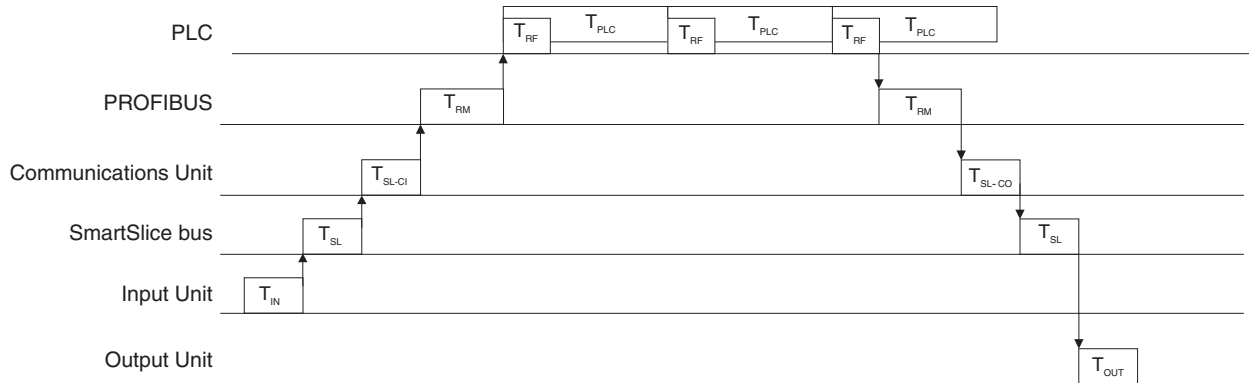 PLC
T_RF T_PLC T_RF T_PLC T_RF T_PLC
PROFIBUS
T_RM T_RM
Communications Unit
T_SL-CI T_SL-CO
SmartSlice bus
T_SL T_SL
Input Unit
T_IN
Output Unit
T_OUT